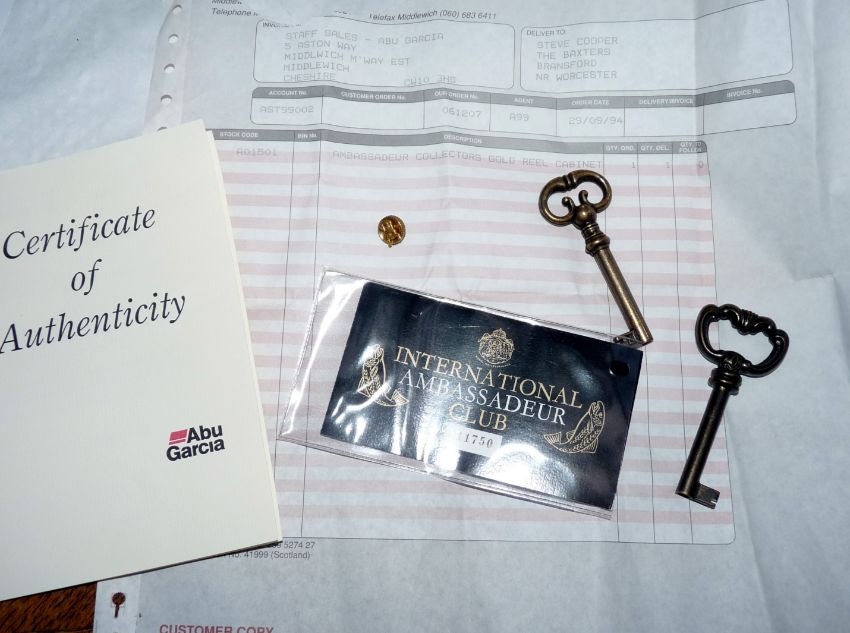 Telefax Middlewich (060) 683 6411
Telephone
STAFF SALES - ABU GARCIA
5 ASTON WAY
MIDDLWICH M'WAY EST
MIDDLEWICH
CHESHIRE CW10 3HS
DELIVER TO:
STEVE COOPER
THE BAXTERS
BRANSFORD
NR WORCESTER
ACCOUNT No. CUSTOMER ORDER No. OUR ORDER No. AGENT ORDER DATE DELIVERY/INVOICE INVOICE No.
AST99002 061207 A99 29/09/94
STOCK CODE BIN No. DESCRIPTION QTY. ORD. QTY. DEL. QTY. TO FOLLOW
A01501 AMBASSADEUR COLLECTORS GOLD REEL CABINET 1 1 0
Certificate
of
Authenticity
Abu
Garcia
INTERNATIONAL
AMBASSADEUR
CLUB
11750
5274 27
No. 41999 (Scotland)
CUSTOMER COPY